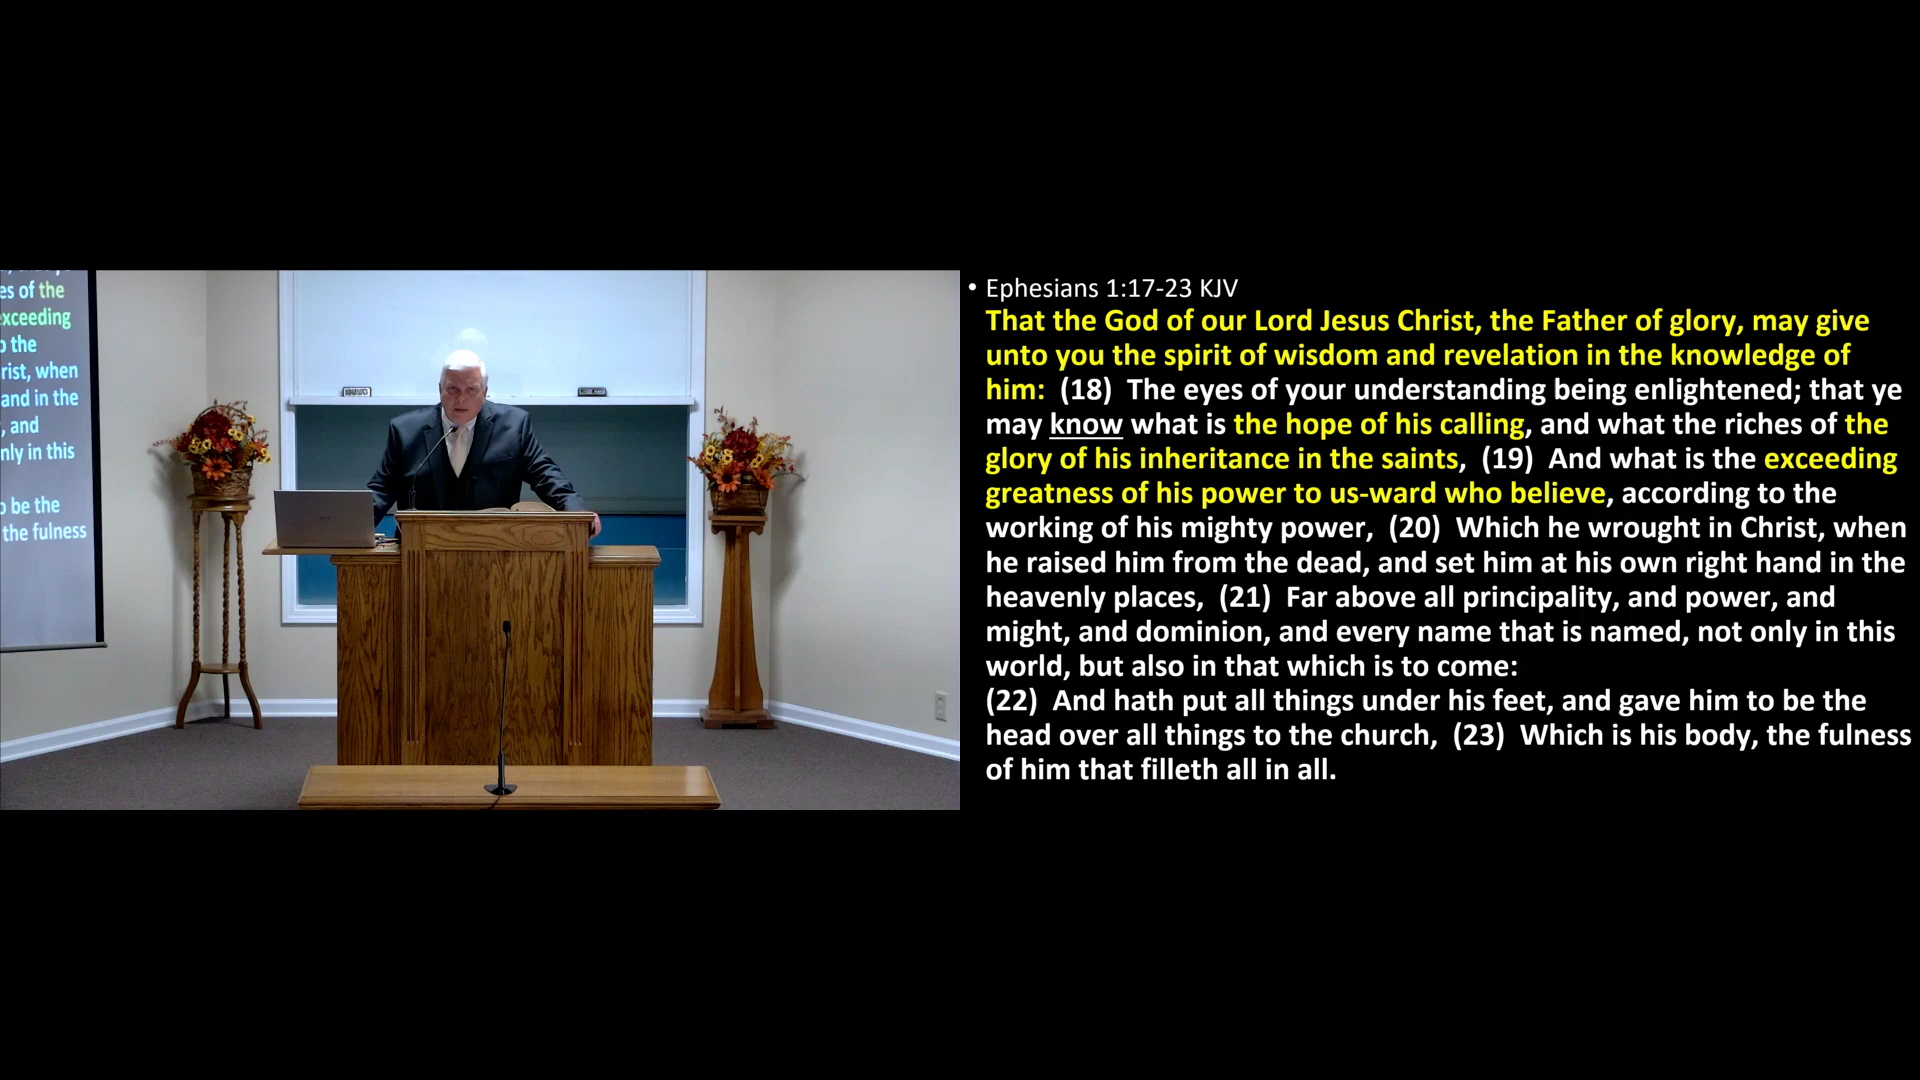 es of the
exceeding
o the
rist, when
and in the
, and
nly in this
o be the
the fulness
• Ephesians 1:17-23 KJV
That the God of our Lord Jesus Christ, the Father of glory, may give
unto you the spirit of wisdom and revelation in the knowledge of
him: (18) The eyes of your understanding being enlightened; that ye
may know what is the hope of his calling, and what the riches of the
glory of his inheritance in the saints, (19) And what is the exceeding
greatness of his power to us-ward who believe, according to the
working of his mighty power, (20) Which he wrought in Christ, when
he raised him from the dead, and set him at his own right hand in the
heavenly places, (21) Far above all principality, and power, and
might, and dominion, and every name that is named, not only in this
world, but also in that which is to come:
(22) And hath put all things under his feet, and gave him to be the
head over all things to the church, (23) Which is his body, the fulness
of him that filleth all in all.